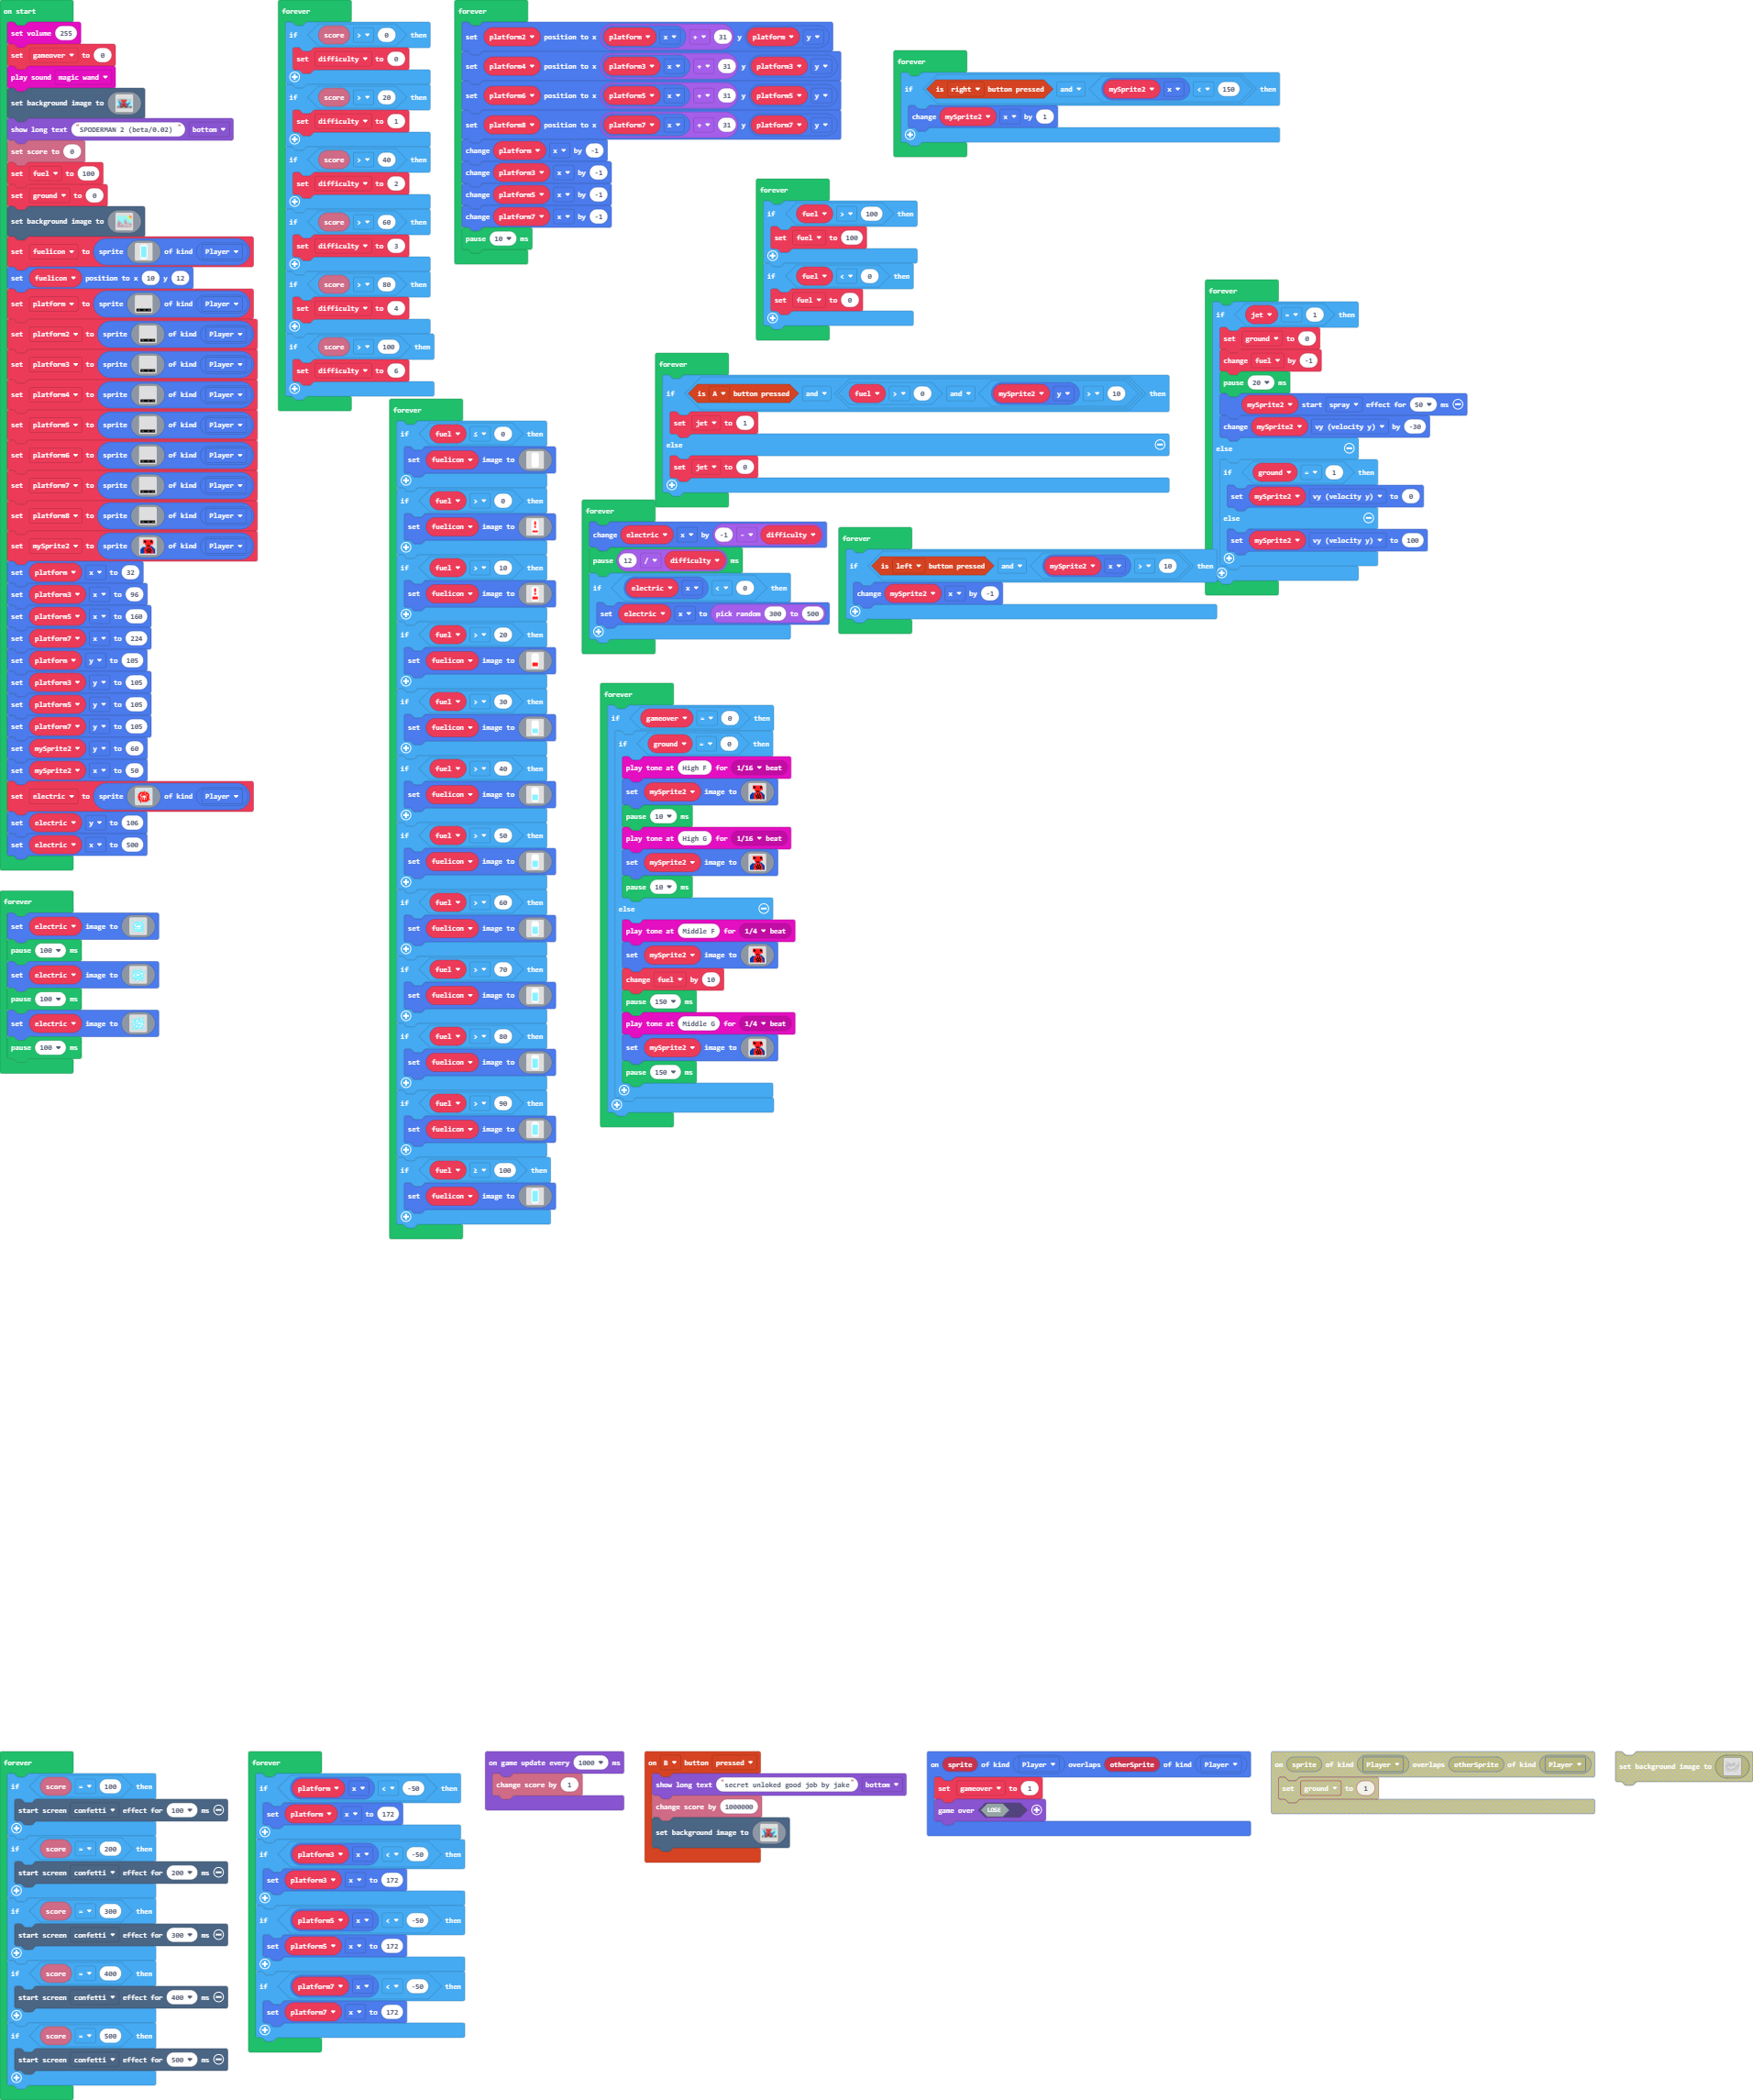 on start
set volume 255
set gameover to 0
play sound magic wand
set background image to
show long text "SPODERMAN 2 (beta/0.02)" bottom
set score to 0
set fuel to 100
set ground to 0
set background image to
set fuelicon to sprite of kind Player
set fuelicon position to x 10 y 12
set platform to sprite of kind Player
set platform2 to sprite of kind Player
set platform3 to sprite of kind Player
set platform4 to sprite of kind Player
set platform5 to sprite of kind Player
set platform6 to sprite of kind Player
set platform7 to sprite of kind Player
set platform8 to sprite of kind Player
set mySprite2 to sprite of kind Player
set platform x to 32
set platform3 x to 96
set platform5 x to 160
set platform7 x to 224
set platform y to 105
set platform3 y to 105
set platform5 y to 105
set platform7 y to 105
set mySprite2 y to 60
set mySprite2 x to 50
set electric to sprite of kind Player
set electric y to 106
set electric x to 500
forever
set electric image to
pause 100 ms
set electric image to
pause 100 ms
set electric image to
pause 100 ms
forever
if score > 0 then
set difficulty to 0
if score > 20 then
set difficulty to 1
if score > 40 then
set difficulty to 2
if score > 60 then
set difficulty to 3
if score > 80 then
set difficulty to 4
if score > 100 then
set difficulty to 6
forever
set platform2 position to x platform x + 31 y platform y
set platform4 position to x platform3 x + 31 y platform3 y
set platform6 position to x platform5 x + 31 y platform5 y
set platform8 position to x platform7 x + 31 y platform7 y
change platform x by -1
change platform3 x by -1
change platform5 x by -1
change platform7 x by -1
pause 10 ms
forever
if is right button pressed and mySprite2 x < 150 then
change mySprite2 x by 1
forever
if fuel > 100 then
set fuel to 100
if fuel < 0 then
set fuel to 0
forever
if jet = 1 then
set ground to 0
change fuel by -1
pause 20 ms
mySprite2 start spray effect for 50 ms
change mySprite2 vy (velocity y) by -30
else
if ground = 1 then
set mySprite2 vy (velocity y) to 0
else
set mySprite2 vy (velocity y) to 100
forever
if is A button pressed and fuel > 0 and mySprite2 y > 10 then
set jet to 1
else
set jet to 0
forever
if fuel ≤ 0 then
set fuelicon image to
if fuel > 0 then
set fuelicon image to
if fuel > 10 then
set fuelicon image to
if fuel > 20 then
set fuelicon image to
if fuel > 30 then
set fuelicon image to
if fuel > 40 then
set fuelicon image to
if fuel > 50 then
set fuelicon image to
if fuel > 60 then
set fuelicon image to
if fuel > 70 then
set fuelicon image to
if fuel > 80 then
set fuelicon image to
if fuel > 90 then
set fuelicon image to
if fuel ≥ 100 then
set fuelicon image to
forever
change electric x by -1 - difficulty
pause 12 / difficulty ms
if electric x < 0 then
set electric x to pick random 300 to 500
forever
if is left button pressed and mySprite2 x > 10 then
change mySprite2 x by -1
forever
if gameover = 0 then
if ground = 0 then
play tone at High F for 1/16 beat
set mySprite2 image to
pause 10 ms
play tone at High G for 1/16 beat
set mySprite2 image to
pause 10 ms
else
play tone at Middle F for 1/4 beat
set mySprite2 image to
change fuel by 10
pause 150 ms
play tone at Middle G for 1/4 beat
set mySprite2 image to
pause 150 ms
forever
if score = 100 then
start screen confetti effect for 100 ms
if score = 200 then
start screen confetti effect for 200 ms
if score = 300 then
start screen confetti effect for 300 ms
if score = 400 then
start screen confetti effect for 400 ms
if score = 500 then
start screen confetti effect for 500 ms
forever
if platform x < -50 then
set platform x to 172
if platform3 x < -50 then
set platform3 x to 172
if platform5 x < -50 then
set platform5 x to 172
if platform7 x < -50 then
set platform7 x to 172
on game update every 1000 ms
change score by 1
on B button pressed
show long text "secret unloked good job by jake" bottom
change score by 1000000
set background image to
on sprite of kind Player overlaps otherSprite of kind Player
set gameover to 1
game over LOSE
on sprite of kind Player overlaps otherSprite of kind Player
set ground to 1
set background image to